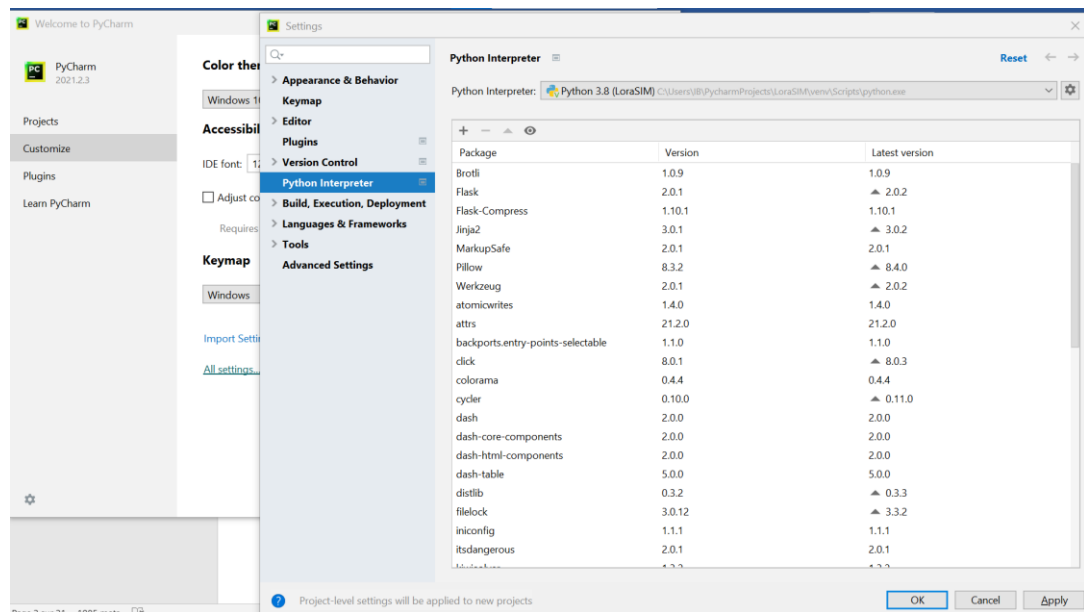 Welcome to PyCharm
PyCharm
2021.2.3
Projects
Customize
Plugins
Learn PyCharm
Color ther
Windows 1
Accessibil
IDE font: 12
Adjust co
Requires
Keymap
Windows
Import Settin
All settings...
Settings
Appearance & Behavior
Keymap
Editor
Plugins
Version Control
Python Interpreter
Build, Execution, Deployment
Languages & Frameworks
Tools
Advanced Settings
Python Interpreter Reset
Python Interpreter: Python 3.8 (LoraSIM) C:\Users\IB\PycharmProjects\LoraSIM\venv\Scripts\python.exe
Package Version Latest version
Brotli 1.0.9 1.0.9
Flask 2.0.1 2.0.2
Flask-Compress 1.10.1 1.10.1
Jinja2 3.0.1 3.0.2
MarkupSafe 2.0.1 2.0.1
Pillow 8.3.2 8.4.0
Werkzeug 2.0.1 2.0.2
atomicwrites 1.4.0 1.4.0
attrs 21.2.0 21.2.0
backports.entry-points-selectable 1.1.0 1.1.0
click 8.0.1 8.0.3
colorama 0.4.4 0.4.4
cycler 0.10.0 0.11.0
dash 2.0.0 2.0.0
dash-core-components 2.0.0 2.0.0
dash-html-components 2.0.0 2.0.0
dash-table 5.0.0 5.0.0
distlib 0.3.2 0.3.3
filelock 3.0.12 3.3.2
iniconfig 1.1.1 1.1.1
itsdangerous 2.0.1 2.0.1
Project-level settings will be applied to new projects
OK Cancel Apply